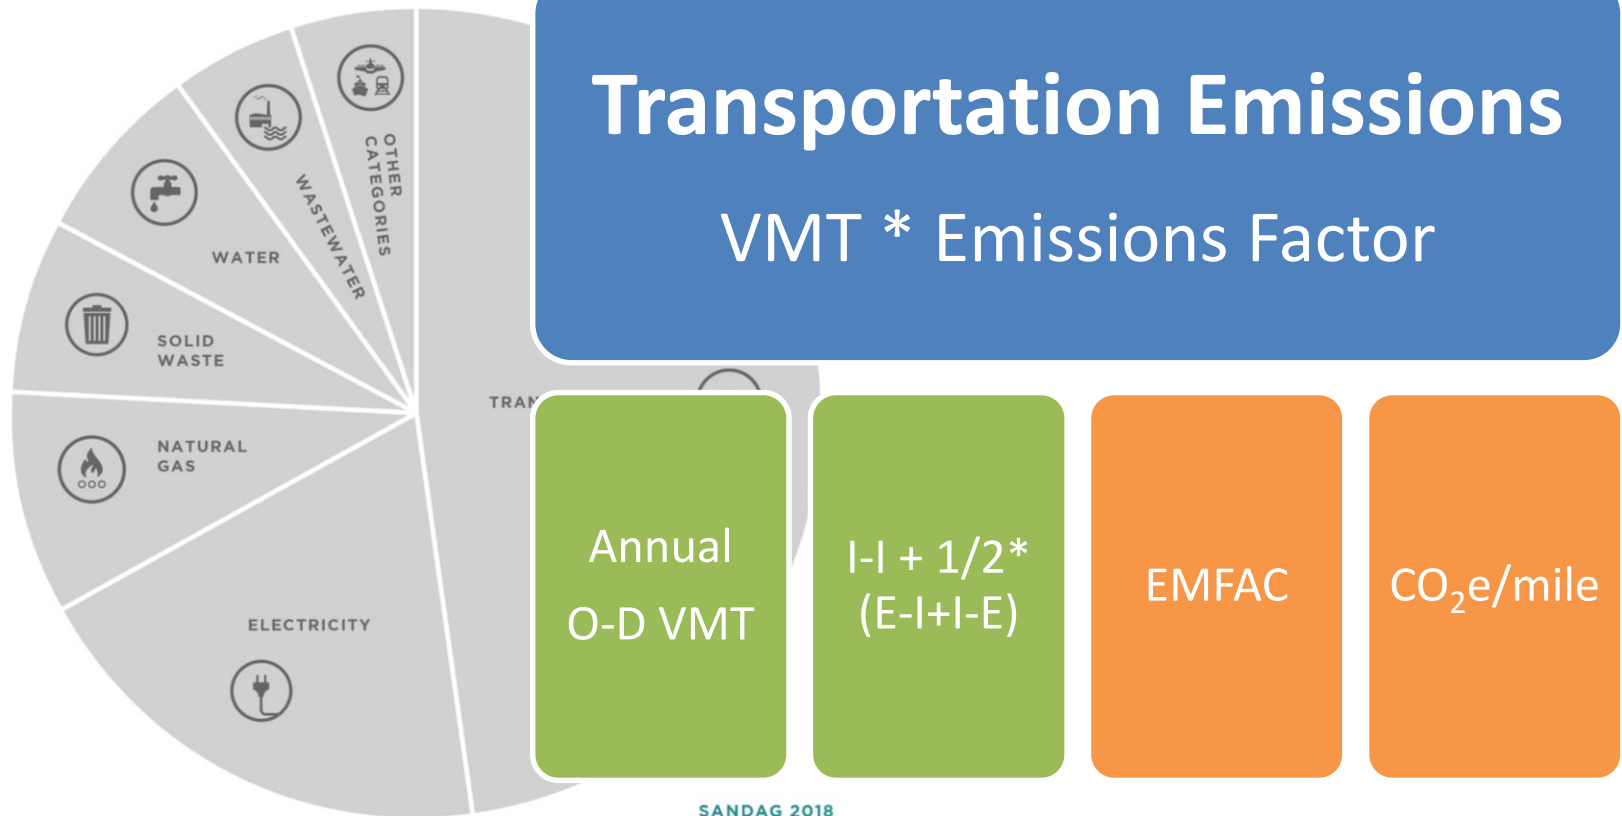 Transportation Emissions
VMT * Emissions Factor
OTHER
CATEGORIES
WASTEWATER
WATER
SOLID
WASTE
NATURAL
GAS
ELECTRICITY
TRAN
Annual
O-D VMT
I-I + 1/2*
(E-I+I-E)
EMFAC
CO₂e/mile
SANDAG 2018